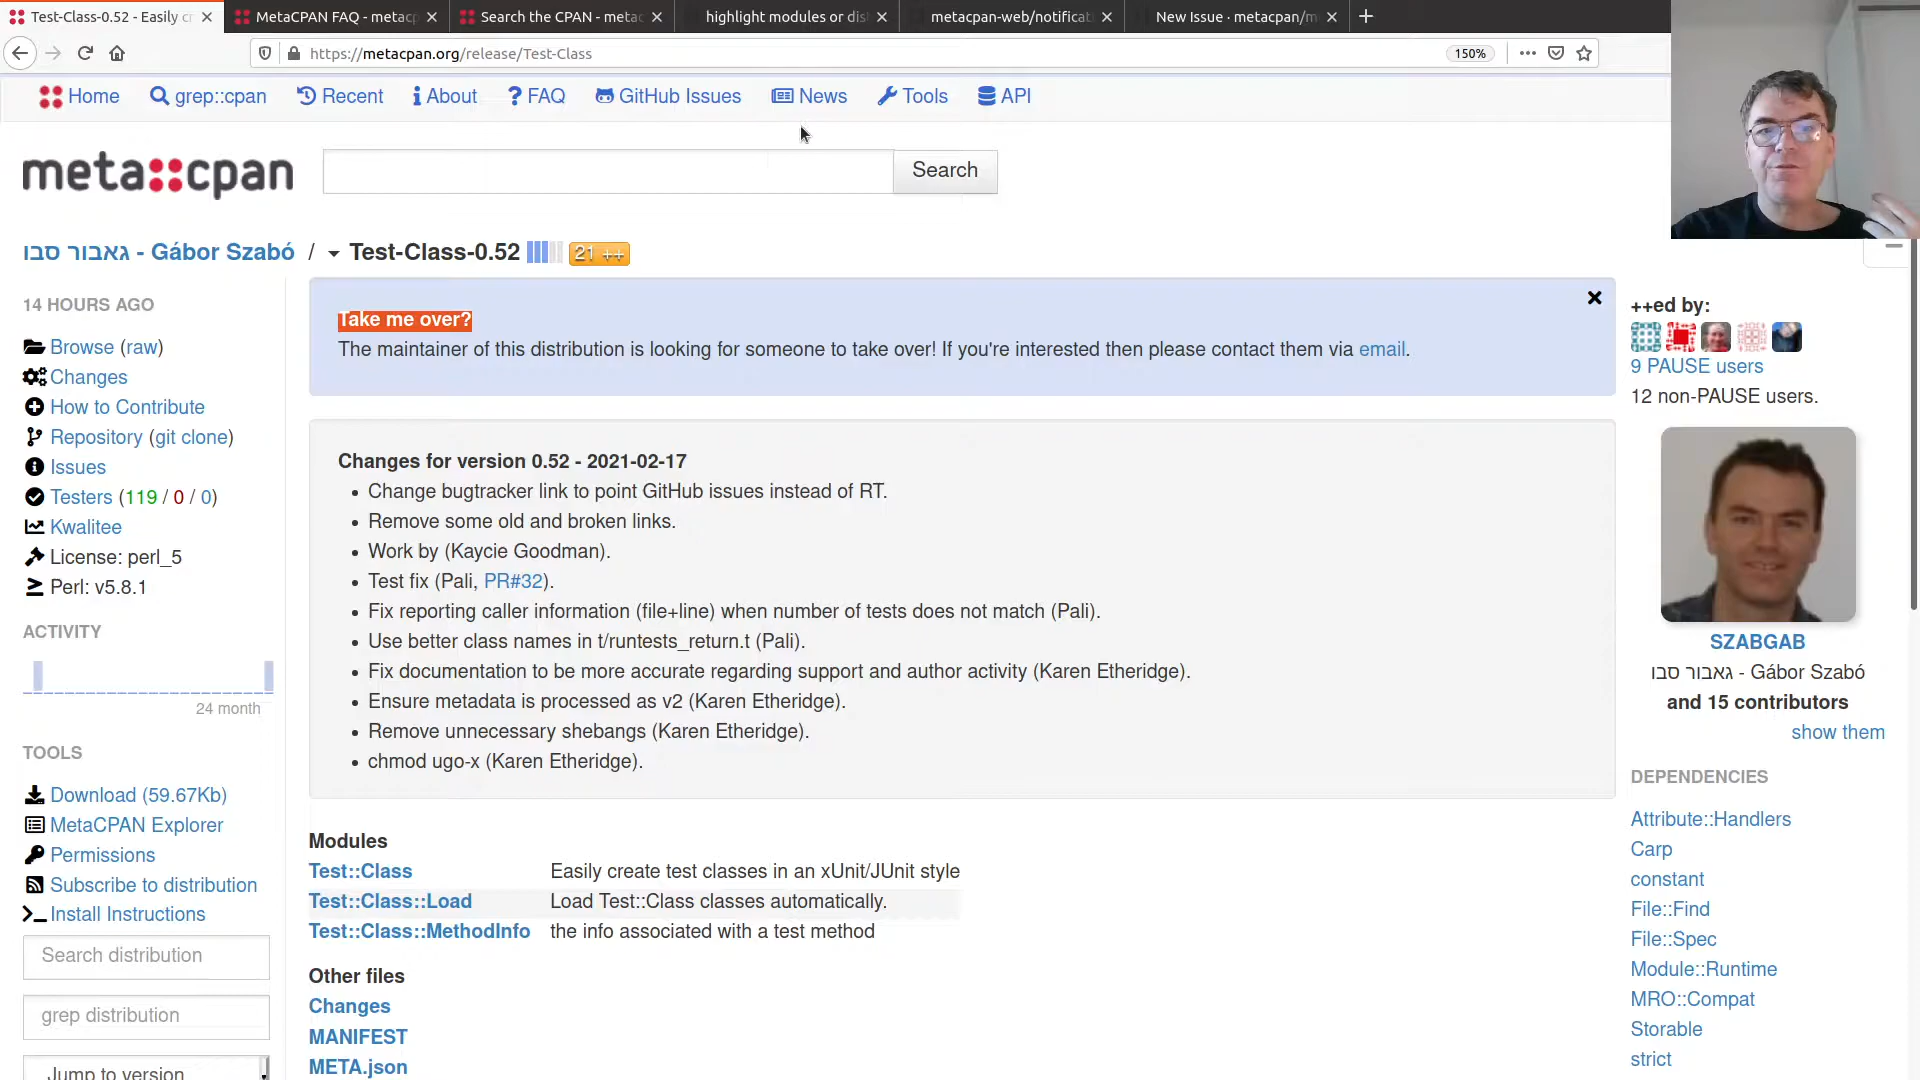 Test-Class-0.52 - Easily c
MetaCPAN FAQ - metacp
Search the CPAN - metac
highlight modules or dis
metacpan-web/notificat
New Issue · metacpan/m
https://metacpan.org/release/Test-Class
150%
Home
grep::cpan
Recent
About
FAQ
GitHub Issues
News
Tools
API
meta::cpan
Search
גאבור סבו - Gábor Szabó / Test-Class-0.52 21 ++
14 HOURS AGO
Browse (raw)
Changes
How to Contribute
Repository (git clone)
Issues
Testers (119 / 0 / 0)
Kwalitee
License: perl_5
Perl: v5.8.1
ACTIVITY
24 month
TOOLS
Download (59.67Kb)
MetaCPAN Explorer
Permissions
Subscribe to distribution
Install Instructions
Search distribution
grep distribution
Jump to version
Take me over?
The maintainer of this distribution is looking for someone to take over! If you're interested then please contact them via email.
Changes for version 0.52 - 2021-02-17
Change bugtracker link to point GitHub issues instead of RT.
Remove some old and broken links.
Work by (Kaycie Goodman).
Test fix (Pali, PR#32).
Fix reporting caller information (file+line) when number of tests does not match (Pali).
Use better class names in t/runtests_return.t (Pali).
Fix documentation to be more accurate regarding support and author activity (Karen Etheridge).
Ensure metadata is processed as v2 (Karen Etheridge).
Remove unnecessary shebangs (Karen Etheridge).
chmod ugo-x (Karen Etheridge).
Modules
Test::Class Easily create test classes in an xUnit/JUnit style
Test::Class::Load Load Test::Class classes automatically.
Test::Class::MethodInfo the info associated with a test method
Other files
Changes
MANIFEST
META.json
++ed by:
9 PAUSE users
12 non-PAUSE users.
SZABGAB
גאבור סבו - Gábor Szabó
and 15 contributors
show them
DEPENDENCIES
Attribute::Handlers
Carp
constant
File::Find
File::Spec
Module::Runtime
MRO::Compat
Storable
strict